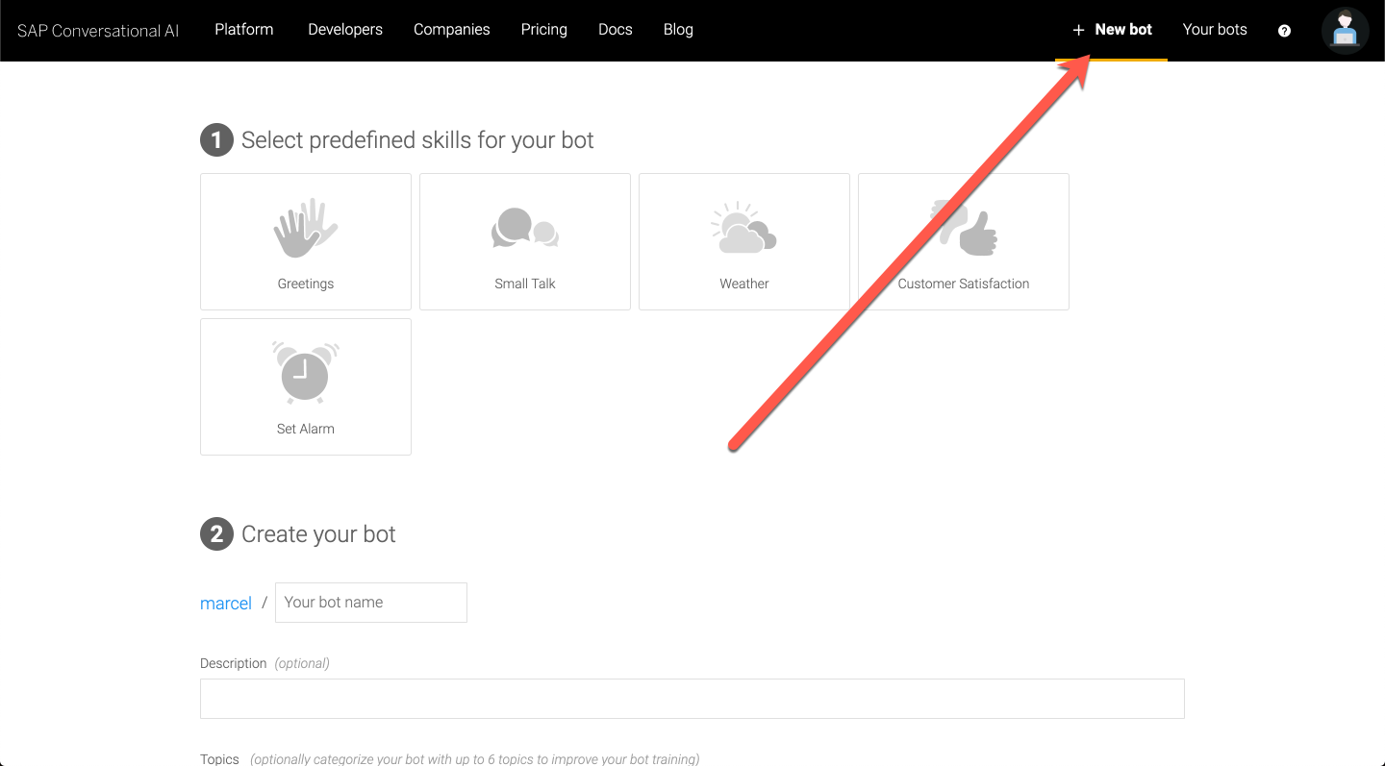 SAP Conversational AI Platform Developers Companies Pricing Docs Blog + New bot Your bots ?
1 Select predefined skills for your bot
Greetings Small Talk Weather Customer Satisfaction
Set Alarm
2 Create your bot
marcel / Your bot name
Description (optional)
Topics (optionally categorize your bot with up to 6 topics to improve your bot training)